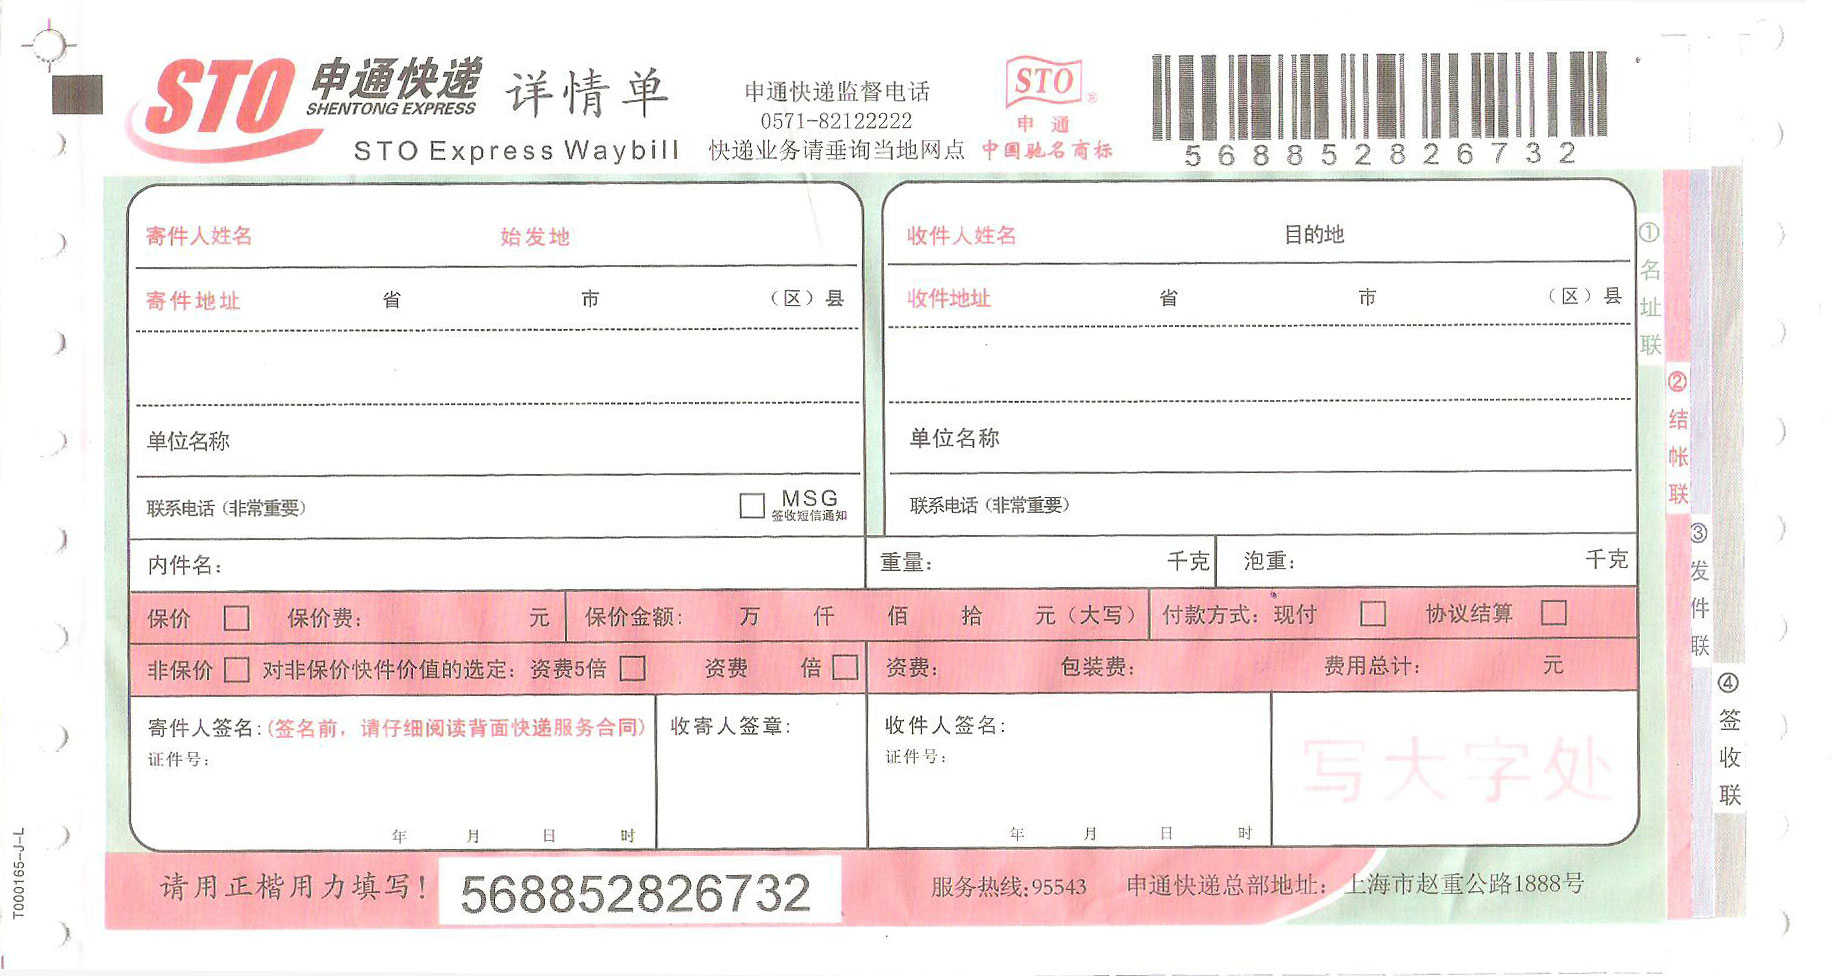 STO 申通快递 详情单
SHENTONG EXPRESS
STO Express Waybill
申通快递监督电话
0571-82122222
快递业务请垂询当地网点
STO ®
申通
中国驰名商标
568852826732
寄件人姓名 始发地
寄件地址 省 市 （区）县
单位名称
联系电话（非常重要） MSG
签收短信通知
收件人姓名 目的地
收件地址 省 市 （区）县
单位名称
联系电话（非常重要）
内件名： 重量： 千克 泡重： 千克
保价 保价费： 元 保价金额： 万 仟 佰 拾 元（大写） 付款方式：现付 协议结算
非保价 对非保价快件价值的选定：资费5倍 资费 倍 资费： 包装费： 费用总计： 元
寄件人签名：(签名前，请仔细阅读背面快递服务合同) 收寄人签章： 收件人签名：
证件号： 证件号：
写大字处
年 月 日 时 年 月 日 时
请用正楷用力填写！ 568852826732 服务热线:95543 申通快递总部地址：上海市赵重公路1888号
①名址联
②结帐联
③发件联
④签收联
T000165-J-L